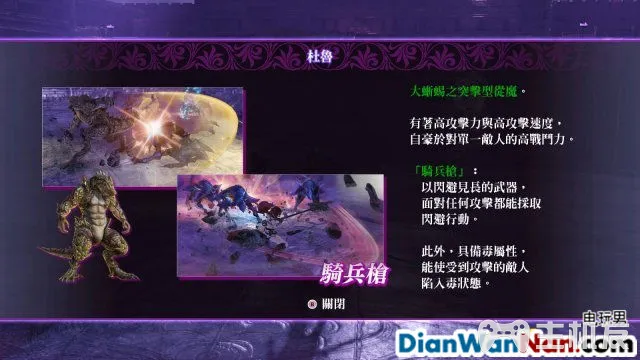 杜魯
大蜥蜴之突擊型從魔。
有著高攻擊力與高攻擊速度，
自豪於對單一敵人的高戰鬥力。
「騎兵槍」：
以閃避見長的武器，
面對任何攻擊都能採取
閃避行動。
此外，具備毒屬性，
能使受到攻擊的敵人
陷入毒狀態。
騎兵槍
關閉
电玩男
DianWanNan.com